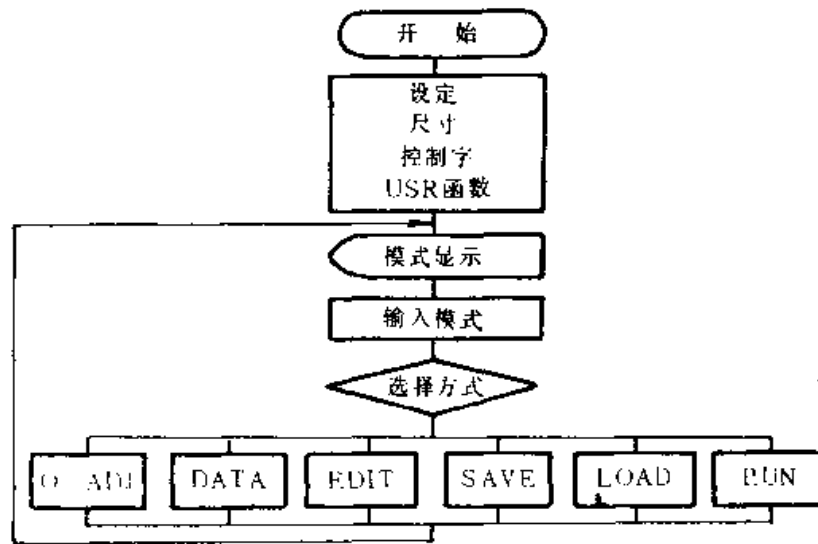 开 始
设定
尺寸
控制字
USR函数
模式显示
输入模式
选择方式
O ADJ
DATA
EDIT
SAVE
LOAD
RUN